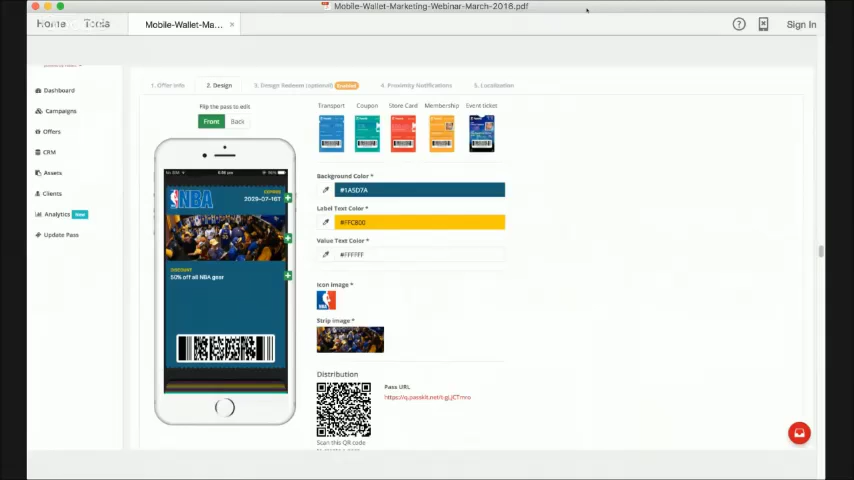 Mobile-Wallet-Marketing-Webinar-March-2018.pdf
Home Tools Mobile-Wallet-Ma... ×
? Sign In
Dashboard
Campaigns
Offers
CRM
Assets
Clients
Analytics New
Update Pass
1. Offer Info 2. Design 3. Design Redeem (optional) Enabled 4. Proximity Notifications 5. Localisation
Flip the pass to edit
Front Back
NBA
EXPIRES
2029-07-16T
DISCOUNT
50% off all NBA gear
Transport Coupon Store Card Membership Event ticket
Background Color *
#1A5D7A
Label Text Color *
#FFCB00
Value Text Color *
#FFFFFF
Icon Image *
Strip image *
Distribution
Pass URL
Scan this QR code